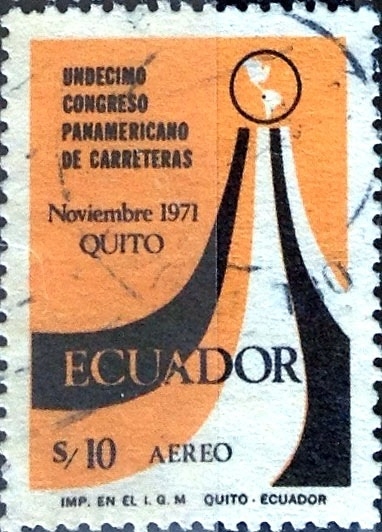 UNDECIMO
CONGRESO
PANAMERICANO
DE CARRETERAS
Noviembre 1971
QUITO
ECUADOR
S/10 AEREO
IMP. EN EL I. G. M QUITO - ECUADOR